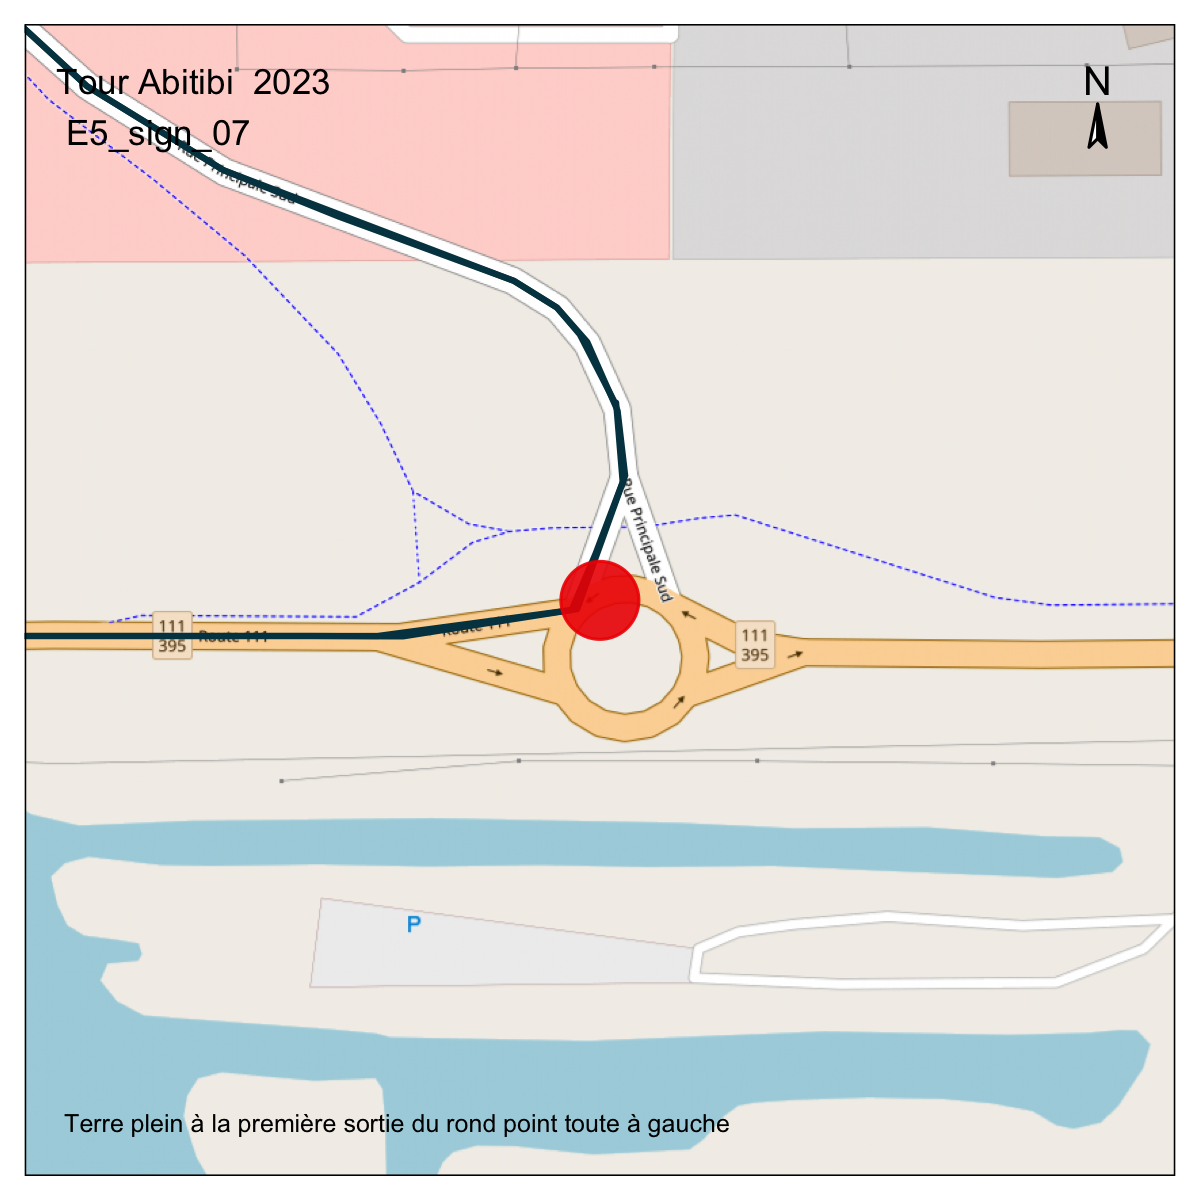 Tour Abitibi 2023
N
E5_sign_07
Rue Principale Sud
Rue Principale Sud
111
395
Route 111
Route 111
111
395
P
Terre plein à la première sortie du rond point toute à gauche